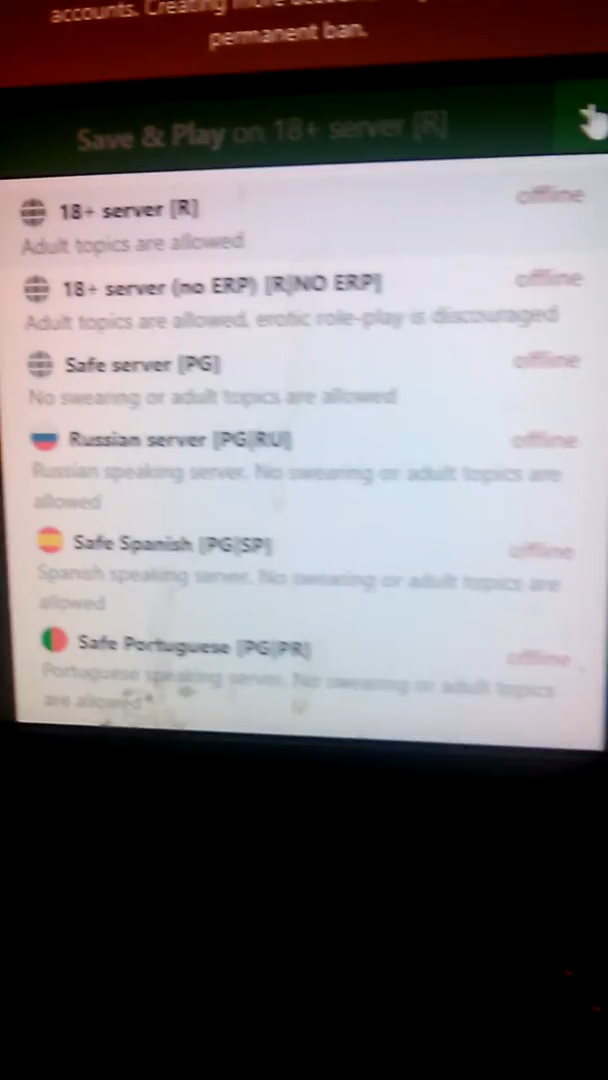 accounts. Creating more
permanent ban.
Save & Play on 18+ server [R]
18+ server [R] offline
Adult topics are allowed
18+ server (no ERP) [R|NO ERP] offline
Adult topics are allowed, erotic role-play is discouraged
Safe server [PG] offline
No swearing or adult topics are allowed
Russian server [PG|RU] offline
Russian speaking server. No swearing or adult topics are
allowed
Safe Spanish [PG|SP] offline
Spanish speaking server. No swearing or adult topics are
allowed
Safe Portuguese [PG|PR] offline
Portuguese speaking server. No swearing or adult topics
are allowed